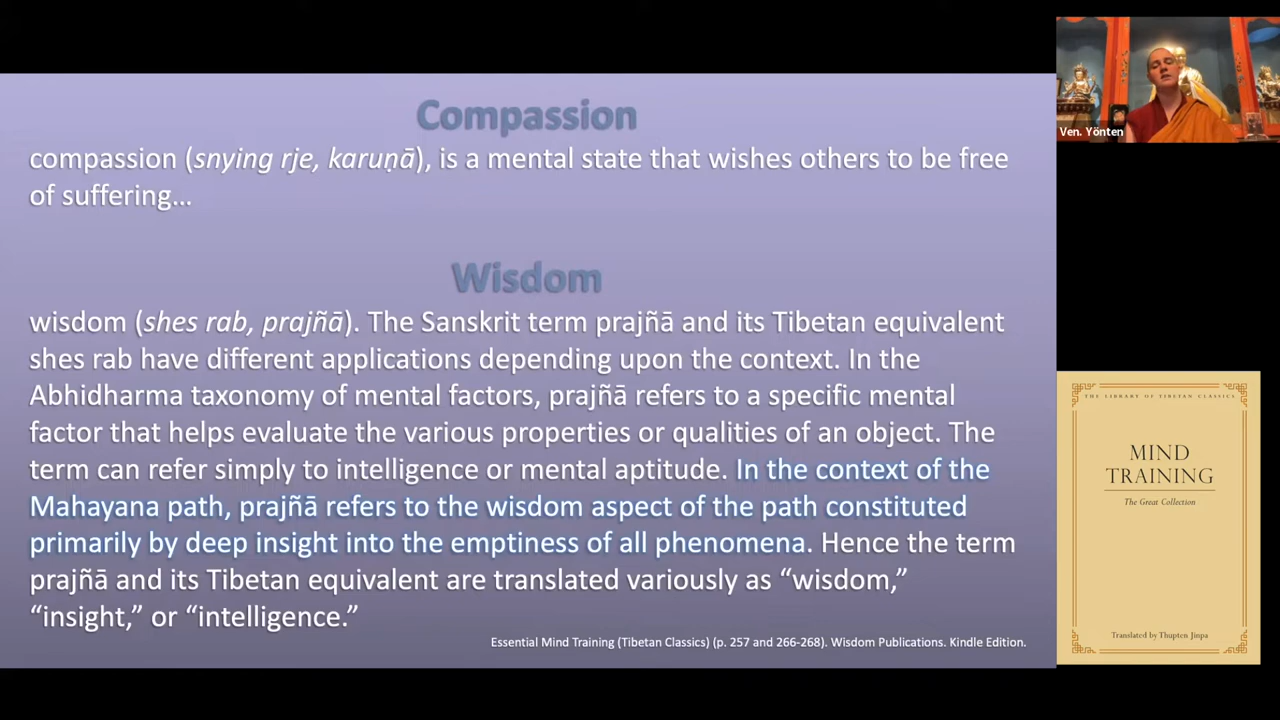 Compassion
compassion (snying rje, karuṇā), is a mental state that wishes others to be free
of suffering…
Wisdom
wisdom (shes rab, prajñā). The Sanskrit term prajñā and its Tibetan equivalent
shes rab have different applications depending upon the context. In the
Abhidharma taxonomy of mental factors, prajñā refers to a specific mental
factor that helps evaluate the various properties or qualities of an object. The
term can refer simply to intelligence or mental aptitude. In the context of the
Mahayana path, prajñā refers to the wisdom aspect of the path constituted
primarily by deep insight into the emptiness of all phenomena. Hence the term
prajñā and its Tibetan equivalent are translated variously as “wisdom,”
“insight,” or “intelligence.”
Essential Mind Training (Tibetan Classics) (p. 257 and 266-268). Wisdom Publications. Kindle Edition.
Ven. Yönten
THE LIBRARY OF TIBETAN CLASSICS
MIND
TRAINING
The Great Collection
Translated by Thupten Jinpa